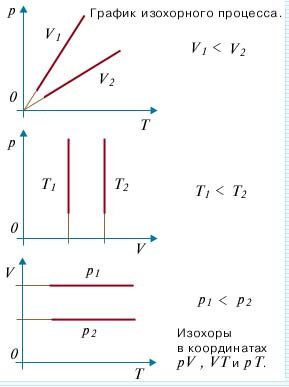 График изохорного процесса.
p
V1
V2
V1 < V2
0
T
p
T1
T2
T1 < T2
0
V
V
p1
p1 < p2
p2
Изохоры
в координатах
pV , VT и pT.
0
T